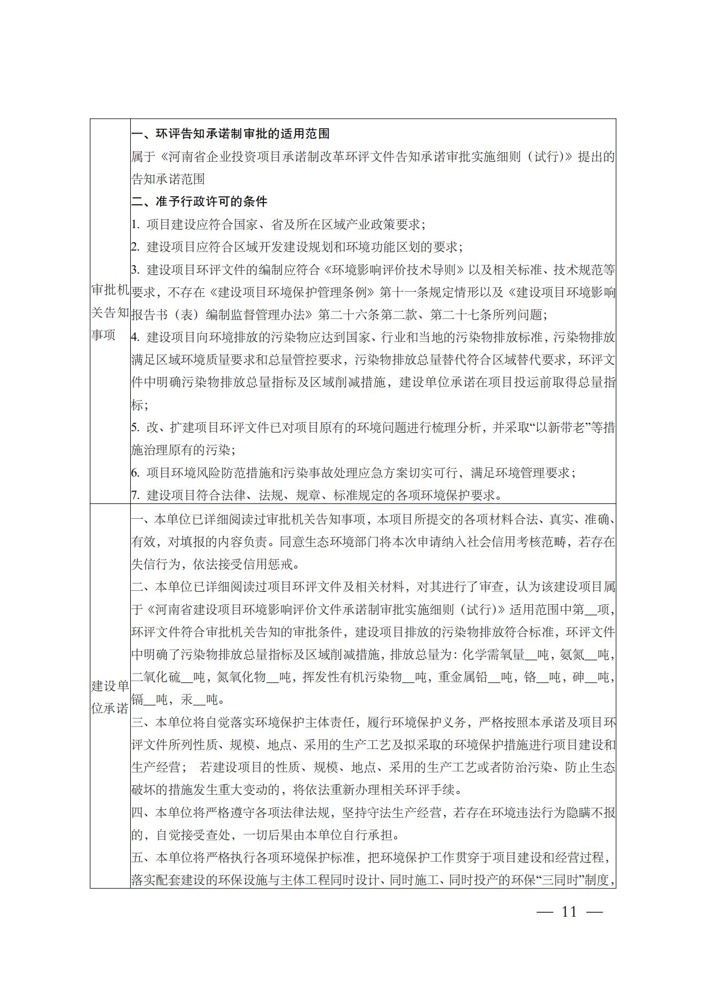 一、环评告知承诺制审批的适用范围
属于《河南省企业投资项目承诺制改革环评文件告知承诺审批实施细则（试行）》提出的
告知承诺范围
二、准予行政许可的条件
1. 项目建设应符合国家、省及所在区域产业政策要求；
2. 建设项目应符合区域开发建设规划和环境功能区划的要求；
3. 建设项目环评文件的编制应符合《环境影响评价技术导则》以及相关标准、技术规范等
审批机
要求，不存在《建设项目环境保护管理条例》第十一条规定情形以及《建设项目环境影响
关告知
报告书（表）编制监督管理办法》第二十六条第二款、第二十七条所列问题；
事项
4. 建设项目向环境排放的污染物应达到国家、行业和当地的污染物排放标准，污染物排放
满足区域环境质量要求和总量管控要求，污染物排放总量替代符合区域替代要求，环评文
件中明确污染物排放总量指标及区域削减措施，建设单位承诺在项目投运前取得总量指
标；
5. 改、扩建项目环评文件已对项目原有的环境问题进行梳理分析，并采取“以新带老”等措
施治理原有的污染；
6. 项目环境风险防范措施和污染事故处理应急方案切实可行，满足环境管理要求；
7. 建设项目符合法律、法规、规章、标准规定的各项环境保护要求。
一、本单位已详细阅读过审批机关告知事项，本项目所提交的各项材料合法、真实、准确、
有效，对填报的内容负责。同意生态环境部门将本次申请纳入社会信用考核范畴，若存在
失信行为，依法接受信用惩戒。
二、本单位已详细阅读过项目环评文件及相关材料，对其进行了审查，认为该建设项目属
于《河南省建设项目环境影响评价文件承诺制审批实施细则（试行）》适用范围中第__项，
环评文件符合审批机关告知的审批条件，建设项目排放的污染物排放符合标准，环评文件
中明确了污染物排放总量指标及区域削减措施，排放总量为：化学需氧量__吨，氨氮__吨，
建设单
二氧化硫__吨，氮氧化物__吨，挥发性有机污染物__吨，重金属铅__吨，铬__吨，砷__吨，
位承诺
镉__吨，汞__吨。
三、本单位将自觉落实环境保护主体责任，履行环境保护义务，严格按照本承诺及项目环
评文件所列性质、规模、地点、采用的生产工艺及拟采取的环境保护措施进行项目建设和
生产经营； 若建设项目的性质、规模、地点、采用的生产工艺或者防治污染、防止生态
破坏的措施发生重大变动的，将依法重新办理相关环评手续。
四、本单位将严格遵守各项法律法规，坚持守法生产经营，若存在环境违法行为隐瞒不报
的，自觉接受查处，一切后果由本单位自行承担。
五、本单位将严格执行各项环境保护标准，把环境保护工作贯穿于项目建设和经营过程，
落实配套建设的环保设施与主体工程同时设计、同时施工、同时投产的环保“三同时”制度，
— 11 —